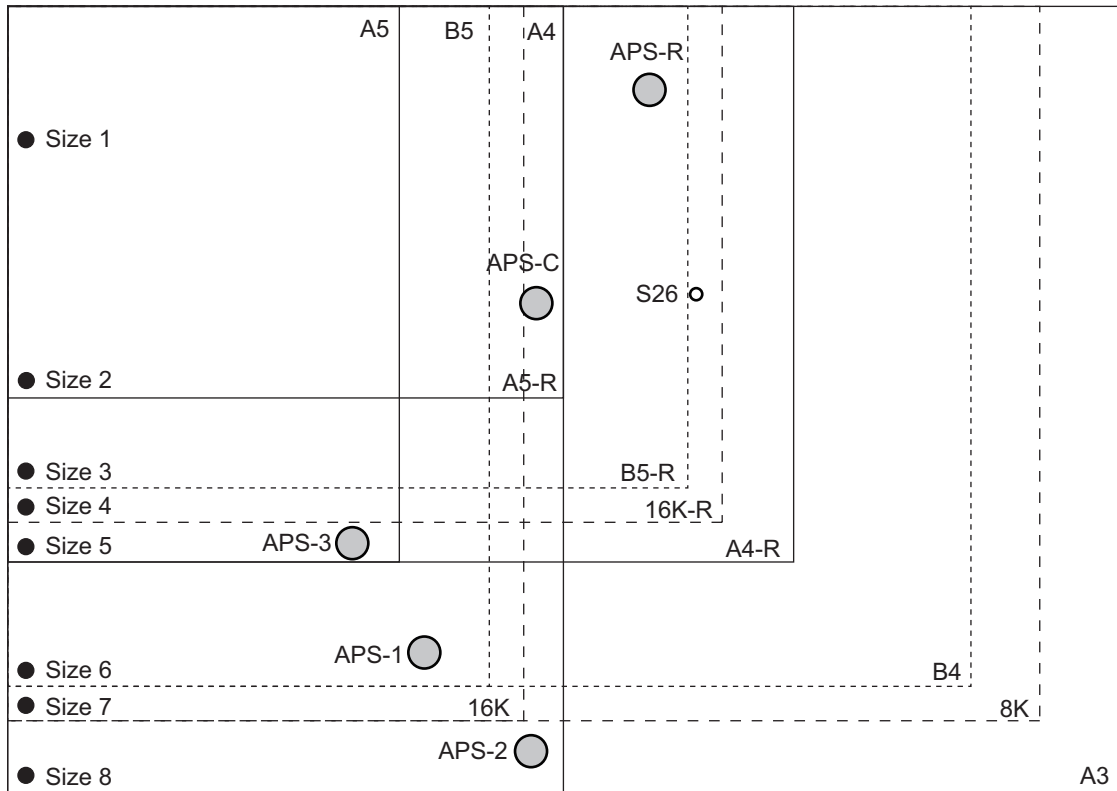 A5
B5
A4
APS-R
Size 1
APS-C
S26
Size 2
A5-R
Size 3
B5-R
Size 4
16K-R
APS-3
Size 5
A4-R
APS-1
Size 6
B4
Size 7
16K
8K
APS-2
Size 8
A3